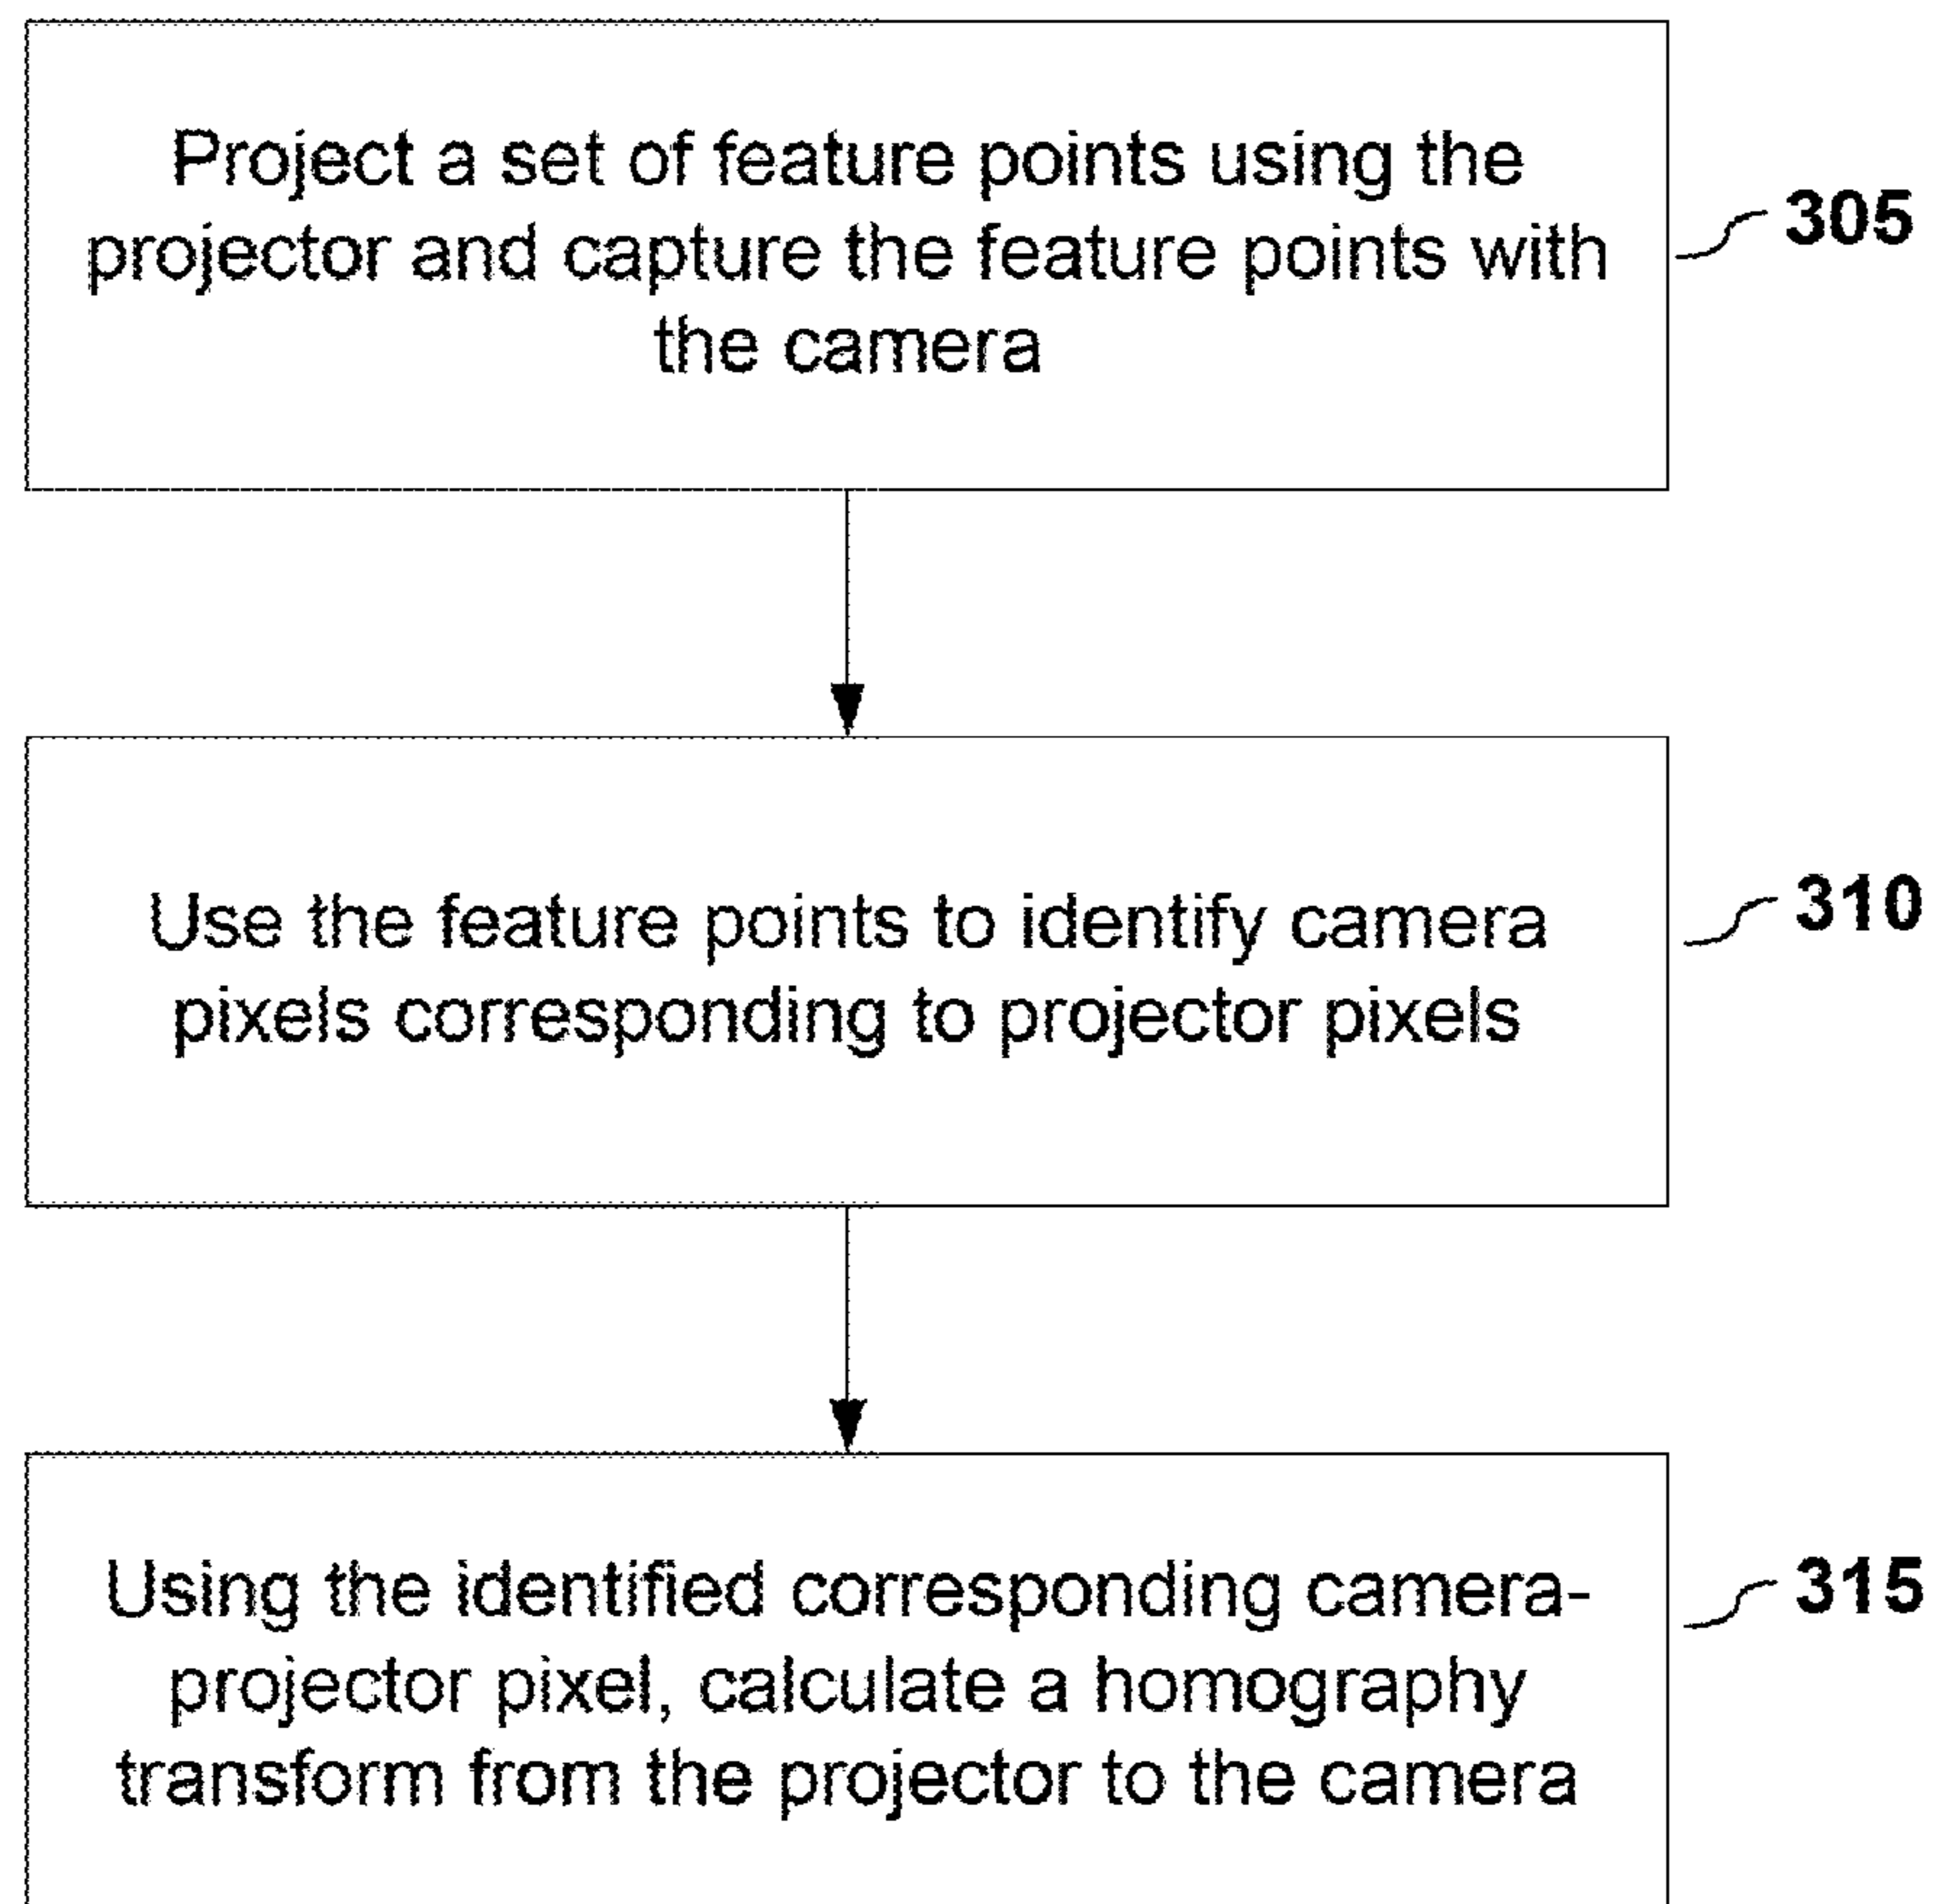 Project a set of feature points using the
projector and capture the feature points with
the camera
305
Use the feature points to identify camera
pixels corresponding to projector pixels
310
Using the identified corresponding camera-
projector pixel, calculate a homography
transform from the projector to the camera
315